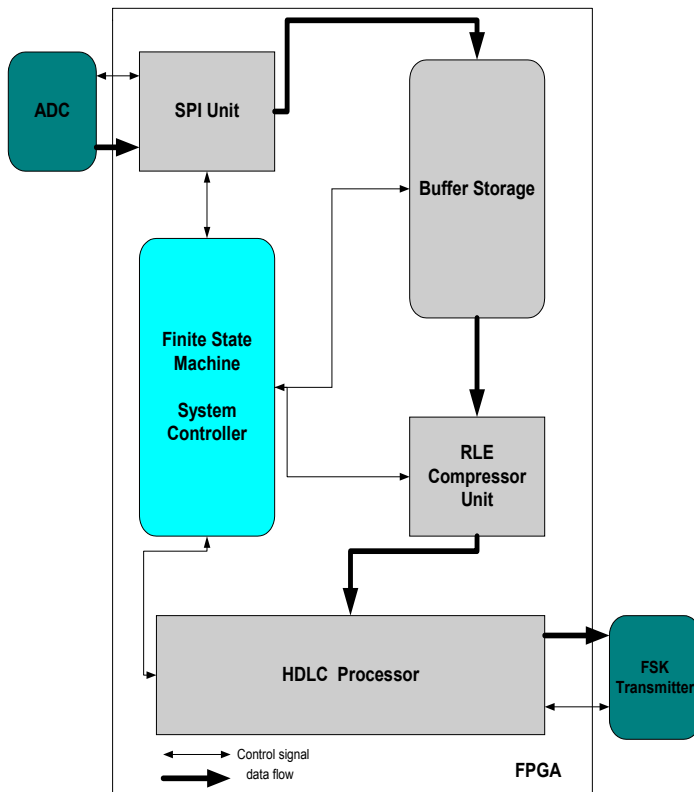 ADC
SPI Unit
Buffer Storage
Finite State
Machine
System
Controller
RLE
Compressor
Unit
HDLC Processor
FSK
Transmitter
Control signal
data flow
FPGA